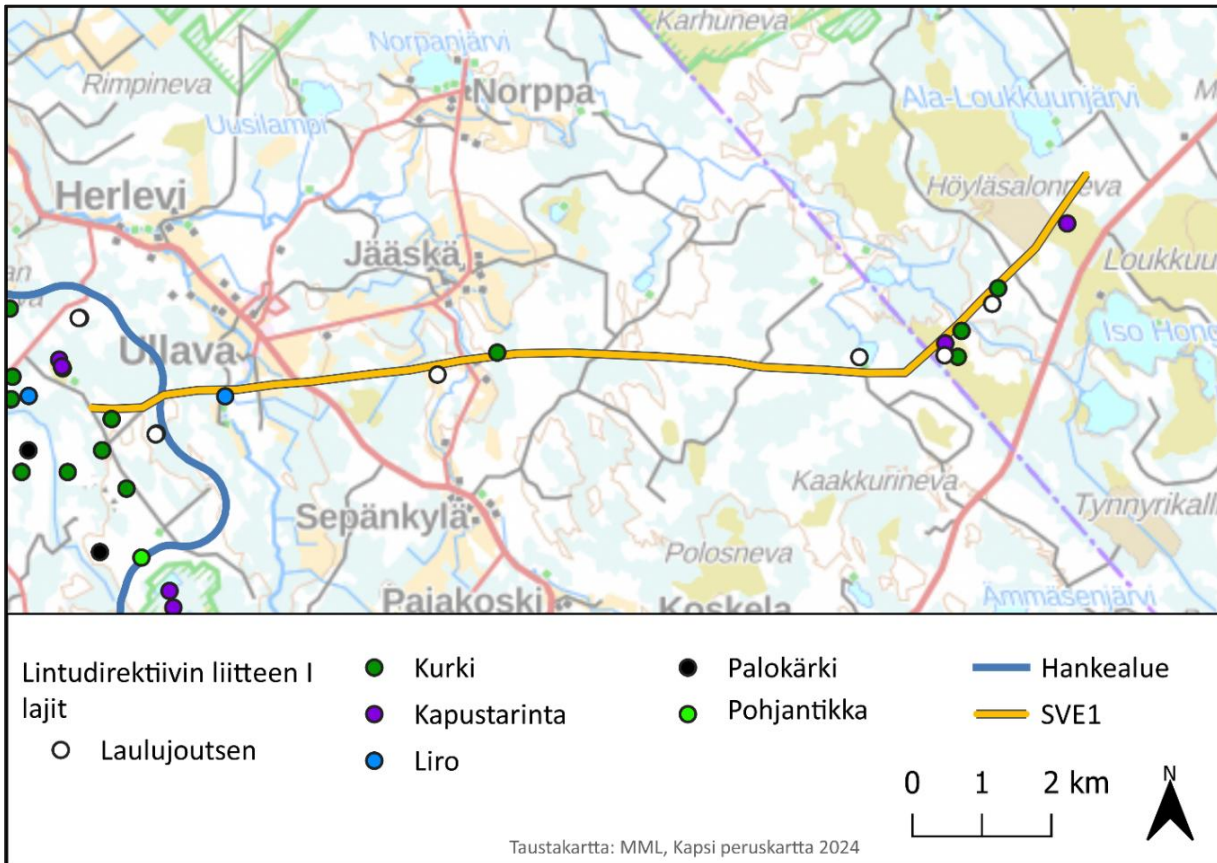 Karhuneva
Norpanjärvi
Rimpineva
Norppa
Ala-Loukkuunjärvi
M
Uusilampi
Herlevi
Höyläsalonneva
Jääskä
an
Loukkuu
Iso Hong
Ullava
Kaakkurineva
Sepänkylä
Tynnyrikalli
Polosneva
Pajakoski
Koskela
Ämmäsenjärvi
Lintudirektiivin liitteen I
lajit
Laulujoutsen
Kurki
Kapustarinta
Liro
Palokärki
Pohjantikka
Hankealue
SVE1
0 1 2 km
N
Taustakartta: MML, Kapsi peruskartta 2024